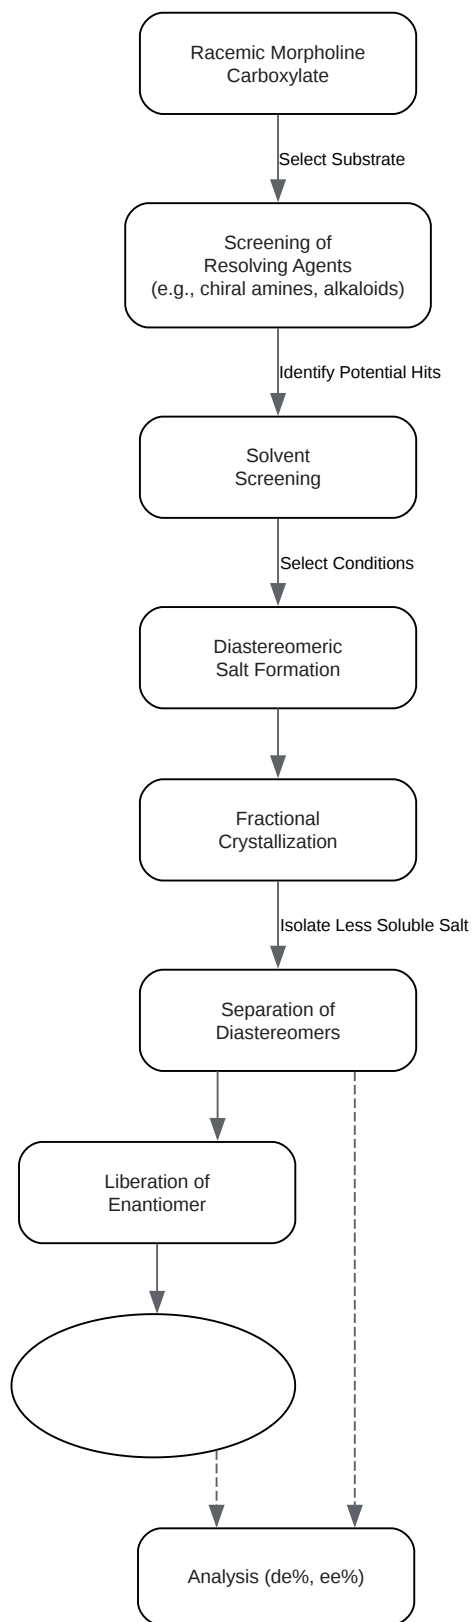 Racemic Morpholine
Carboxylate
Select Substrate
Screening of
Resolving Agents
(e.g., chiral amines, alkaloids)
Identify Potential Hits
Solvent
Screening
Select Conditions
Diastereomeric
Salt Formation
Fractional
Crystallization
Isolate Less Soluble Salt
Separation of
Diastereomers
Liberation of
Enantiomer
Analysis (de%, ee%)